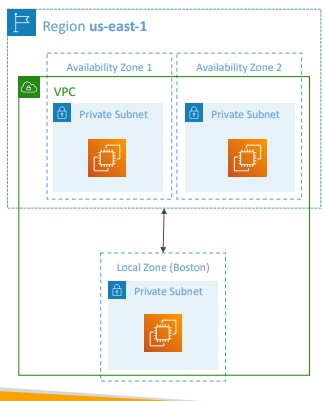 Region us-east-1
Availability Zone 1
Availability Zone 2
VPC
Private Subnet
Private Subnet
Local Zone (Boston)
Private Subnet